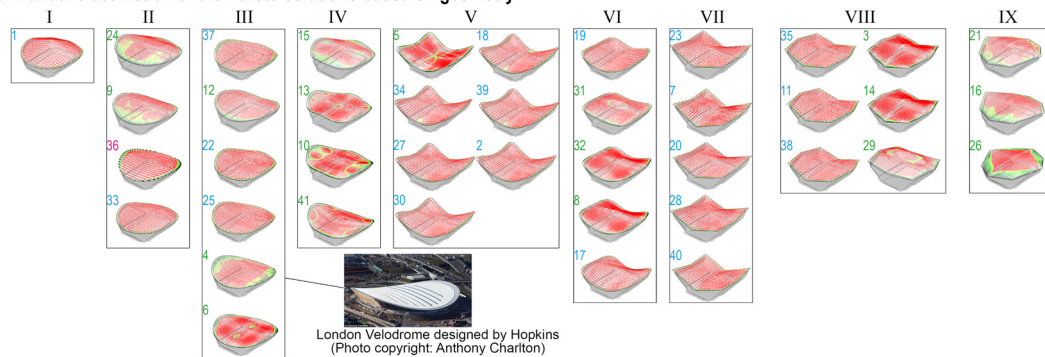 I II III IV V VI VII VIII IX
1 24 37 15 5 18 19 23 35 3 21
9 12 13 34 39 31 7 11 14 16
36 22 10 27 2 32 20 38 29 26
33 25 41 30 8 28
4 17 40
6
London Velodrome designed by Hopkins
(Photo copyright: Anthony Charlton)